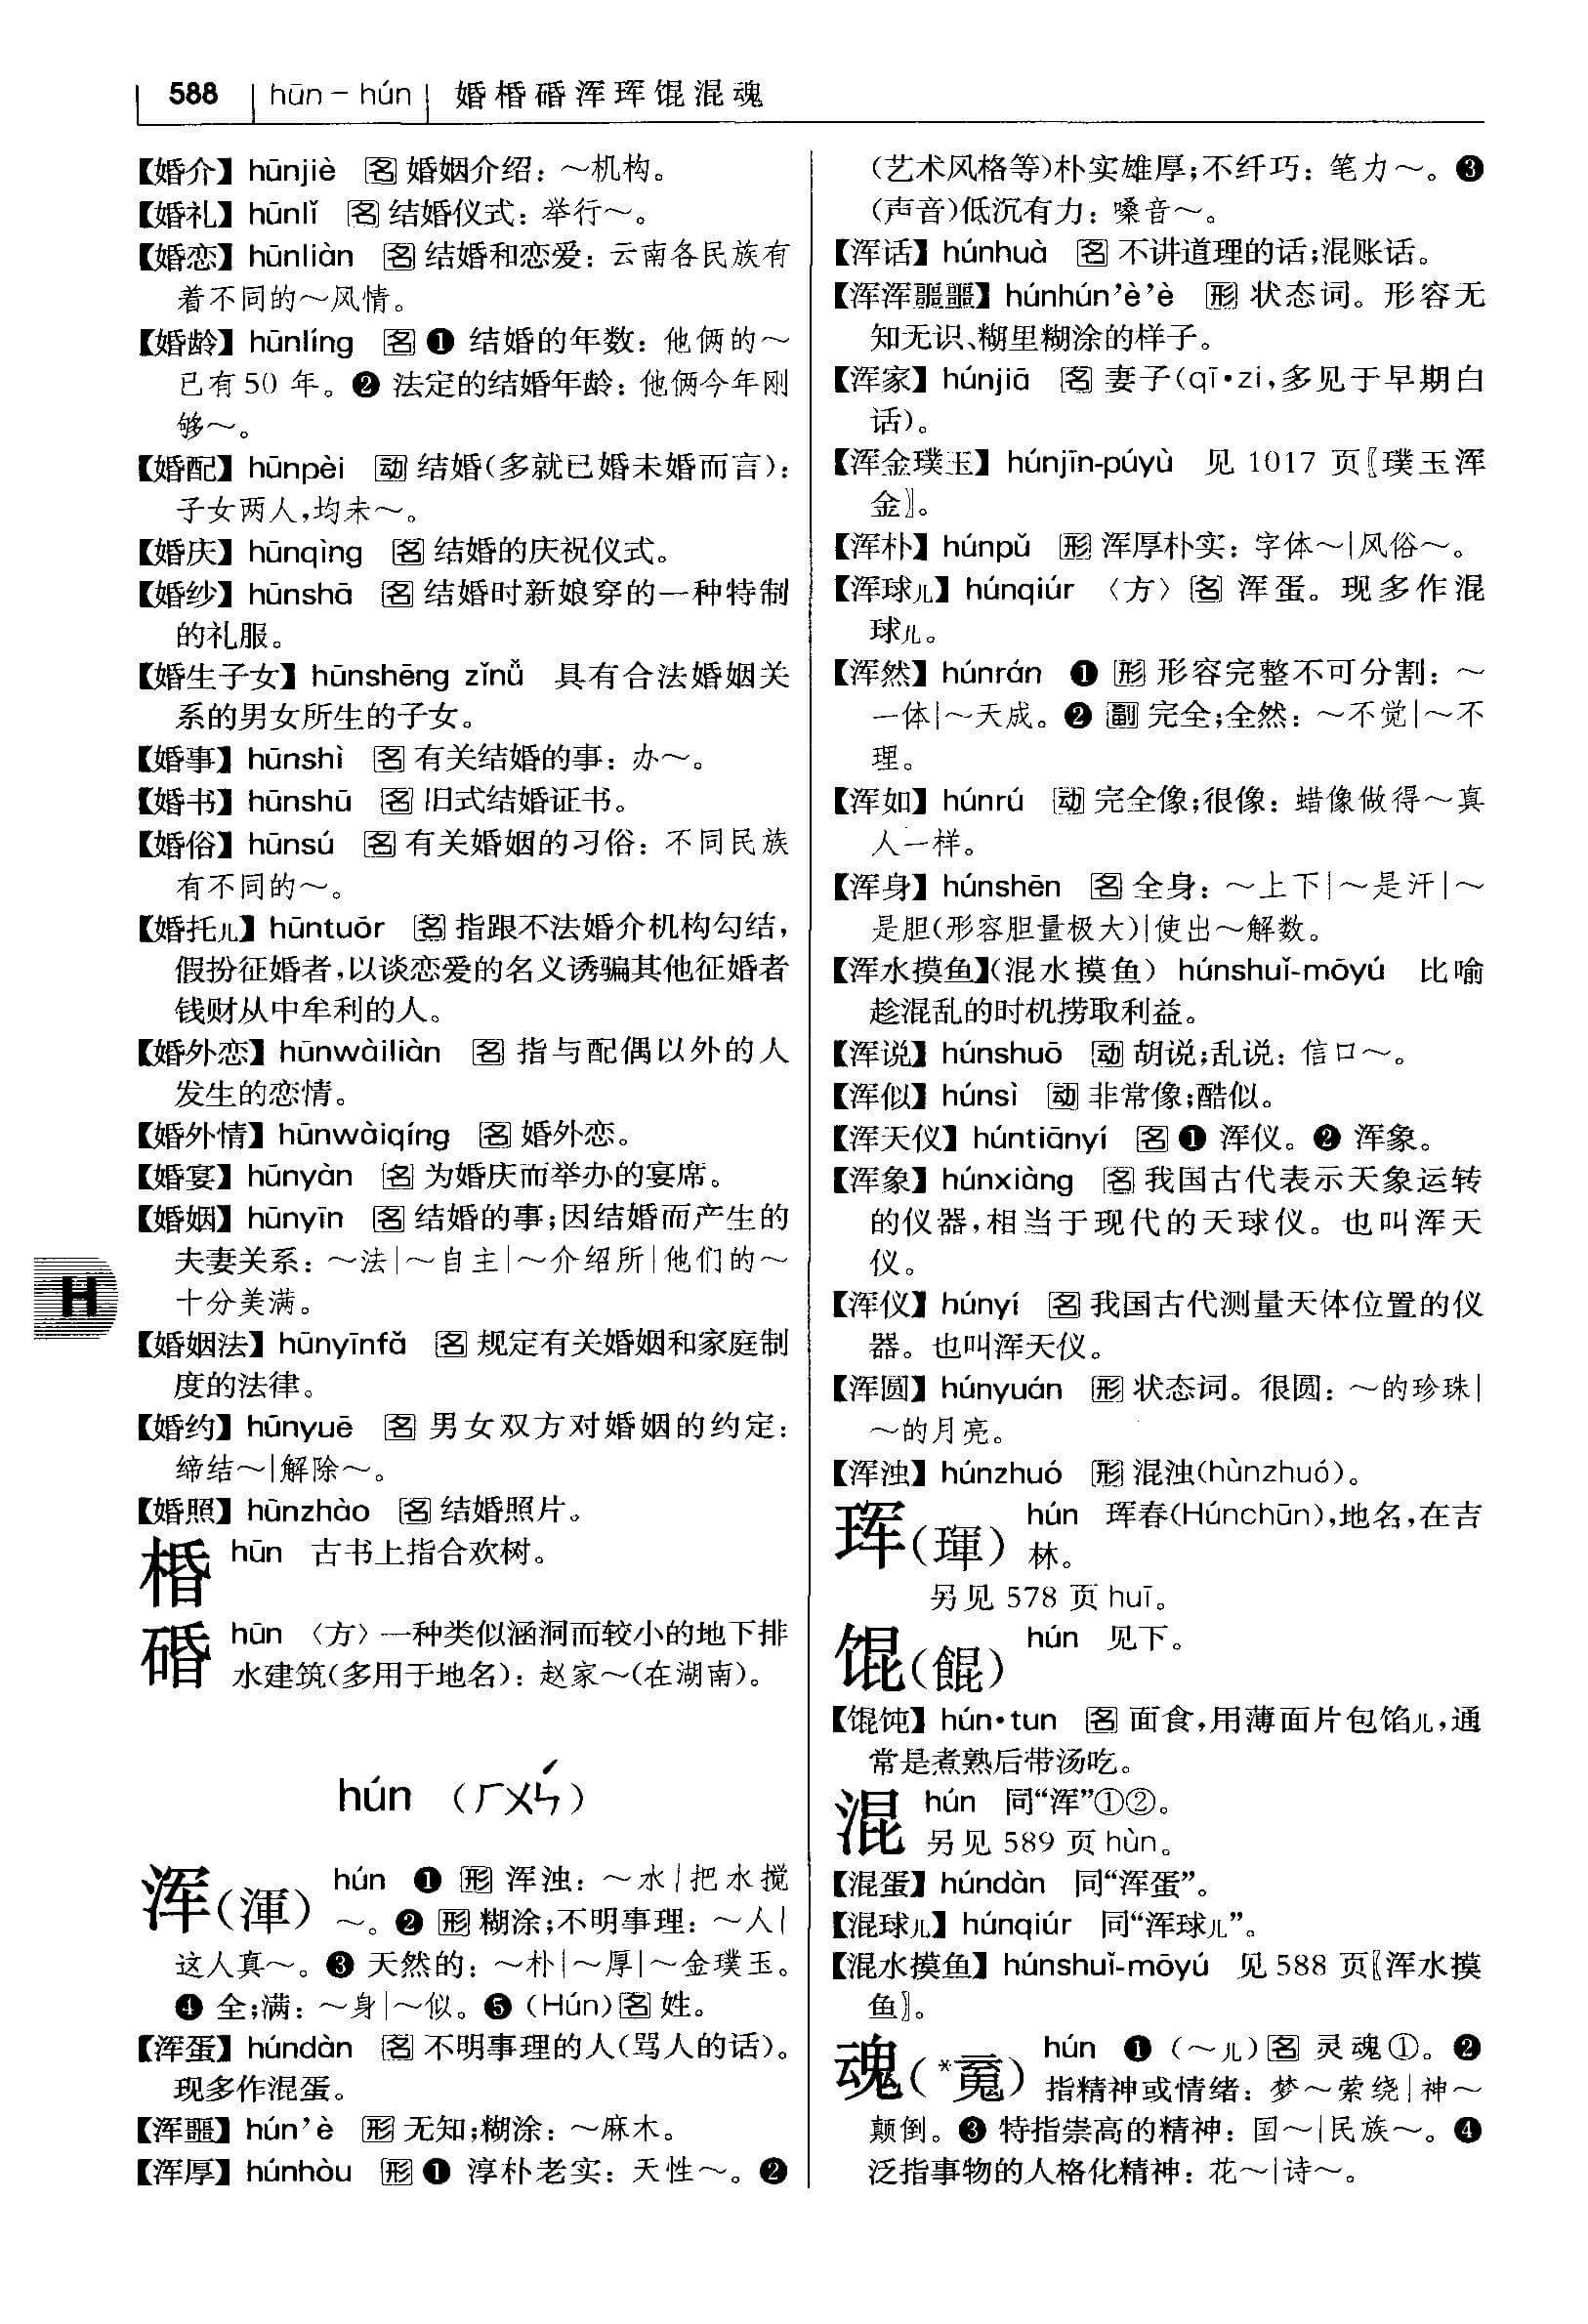 588 hūn – hún 婚惛碈浑珲馄混魂
【婚介】 hūnjiè 名 婚姻介绍：～机构。
【婚礼】 hūnlǐ 名 结婚仪式：举行～。
【婚恋】 hūnliàn 名 结婚和恋爱：云南各民族有
着不同的～风情。
【婚龄】 hūnlíng 名 ❶ 结婚的年数：他俩的～
已有50 年。❷ 法定的结婚年龄：他俩今年刚
够～。
【婚配】 hūnpèi 动 结婚（多就已婚未婚而言）：
子女两人，均未～。
【婚庆】 hūnqìng 名 结婚的庆祝仪式。
【婚纱】 hūnshā 名 结婚时新娘穿的一种特制
的礼服。
【婚生子女】 hūnshēng zǐnǚ 具有合法婚姻关
系的男女所生的子女。
【婚事】 hūnshì 名 有关结婚的事：办～。
【婚书】 hūnshū 名 旧式结婚证书。
【婚俗】 hūnsú 名 有关婚姻的习俗：不同民族
有不同的～。
【婚托儿】 hūntuōr 名 指跟不法婚介机构勾结，
假扮征婚者，以谈恋爱的名义诱骗其他征婚者
钱财从中牟利的人。
【婚外恋】 hūnwàiliàn 名 指与配偶以外的人
发生的恋情。
【婚外情】 hūnwàiqíng 名 婚外恋。
【婚宴】 hūnyàn 名 为婚庆而举办的宴席。
【婚姻】 hūnyīn 名 结婚的事；因结婚而产生的
夫妻关系：～法|～自主|～介绍所|他们的～
十分美满。
【婚姻法】 hūnyīnfǎ 名 规定有关婚姻和家庭制
度的法律。
【婚约】 hūnyuē 名 男女双方对婚姻的约定：
缔结～|解除～。
【婚照】 hūnzhào 名 结婚照片。
棔 hūn 古书上指合欢树。
碈 hūn 〈方〉一种类似涵洞而较小的地下排
水建筑（多用于地名）：赵家～（在湖南）。
hún （ㄏㄨㄣˊ）
浑（渾） hún ❶ 形 浑浊：～水|把水搅
～。❷ 形 糊涂；不明事理：～人|
这人真～。❸ 天然的：～朴|～厚|～金璞玉。
❹ 全；满：～身|～似。❺（Hún）名 姓。
【浑蛋】 húndàn 名 不明事理的人（骂人的话）。
现多作混蛋。
【浑噩】 hún’è 形 无知；糊涂：～麻木。
【浑厚】 húnhòu 形 ❶ 淳朴老实：天性～。❷
H
（艺术风格等）朴实雄厚；不纤巧：笔力～。❸
（声音）低沉有力：嗓音～。
【浑话】 húnhuà 名 不讲道理的话；混账话。
【浑浑噩噩】 húnhún’è’è 形 状态词。形容无
知无识、糊里糊涂的样子。
【浑家】 húnjiā 名 妻子（qī•zi，多见于早期白
话）。
【浑金璞玉】 húnjīn-púyù 见 1017 页〖璞玉浑
金〗。
【浑朴】 húnpǔ 形 浑厚朴实：字体～|风俗～。
【浑球儿】 húnqiúr 〈方〉名 浑蛋。现多作混
球儿。
【浑然】 húnrán ❶ 形 形容完整不可分割：～
一体|～天成。❷ 副 完全；全然：～不觉|～不
理。
【浑如】 húnrú 动 完全像；很像：蜡像做得～真
人一样。
【浑身】 húnshēn 名 全身：～上下|～是汗|～
是胆（形容胆量极大）|使出～解数。
【浑水摸鱼】（混水摸鱼） húnshuǐ-mōyú 比喻
趁混乱的时机捞取利益。
【浑说】 húnshuō 动 胡说；乱说：信口～。
【浑似】 húnsì 动 非常像；酷似。
【浑天仪】 húntiānyí 名 ❶ 浑仪。❷ 浑象。
【浑象】 húnxiàng 名 我国古代表示天象运转
的仪器，相当于现代的天球仪。也叫浑天
仪。
【浑仪】 húnyí 名 我国古代测量天体位置的仪
器。也叫浑天仪。
【浑圆】 húnyuán 形 状态词。很圆：～的珍珠|
～的月亮。
【浑浊】 húnzhuó 形 混浊（hùnzhuó）。
珲（琿） hún 珲春（Húnchūn），地名，在吉
林。
另见 578 页 huī。
馄（餛） hún 见下。
【馄饨】 hún•tun 名 面食，用薄面片包馅儿，通
常是煮熟后带汤吃。
混 hún 同“浑”①②。
另见 589 页 hùn。
【混蛋】 húndàn 同“浑蛋”。
【混球儿】 húnqiúr 同“浑球儿”。
【混水摸鱼】 húnshuǐ-mōyú 见 588 页〖浑水摸
鱼〗。
魂（*䰟） hún ❶（～儿）名 灵魂①。❷
指精神或情绪：梦～萦绕|神～
颠倒。❸ 特指崇高的精神：国～|民族～。❹
泛指事物的人格化精神：花～|诗～。